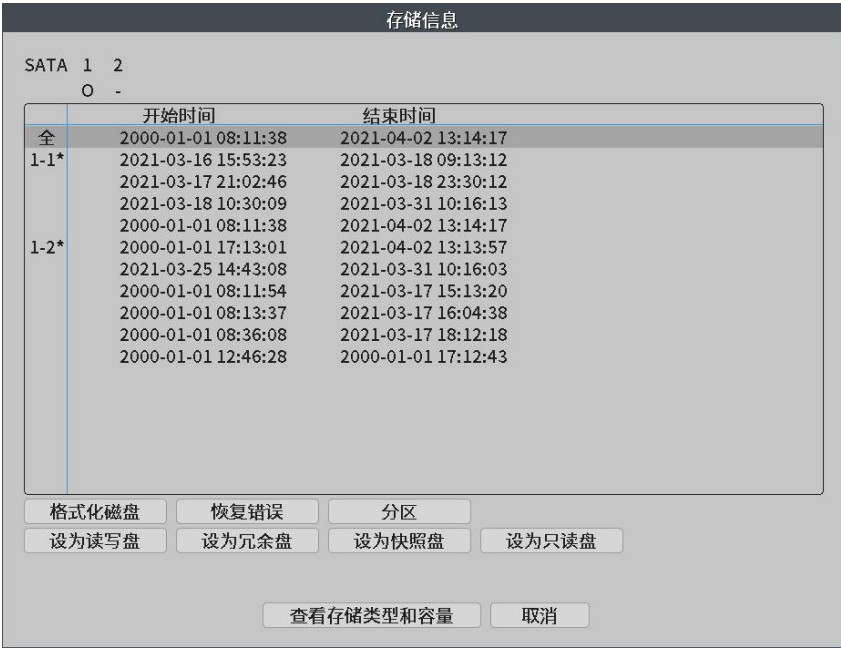 存储信息
SATA 1 2
O -
开始时间 结束时间
全 2000-01-01 08:11:38 2021-04-02 13:14:17
1-1* 2021-03-16 15:53:23 2021-03-18 09:13:12
2021-03-17 21:02:46 2021-03-18 23:30:12
2021-03-18 10:30:09 2021-03-31 10:16:13
2000-01-01 08:11:38 2021-04-02 13:14:17
1-2* 2000-01-01 17:13:01 2021-04-02 13:13:57
2021-03-25 14:43:08 2021-03-31 10:16:03
2000-01-01 08:11:54 2021-03-17 15:13:20
2000-01-01 08:13:37 2021-03-17 16:04:38
2000-01-01 08:36:08 2021-03-17 18:12:18
2000-01-01 12:46:28 2000-01-01 17:12:43
格式化磁盘 恢复错误 分区
设为读写盘 设为冗余盘 设为快照盘 设为只读盘
查看存储类型和容量 取消